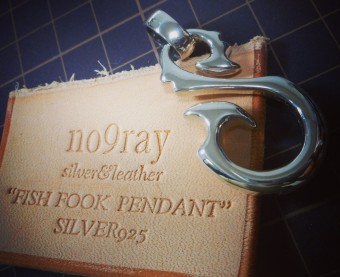 no9ray
silver&leather
"FISH FOOK PENDANT"
SILVER925